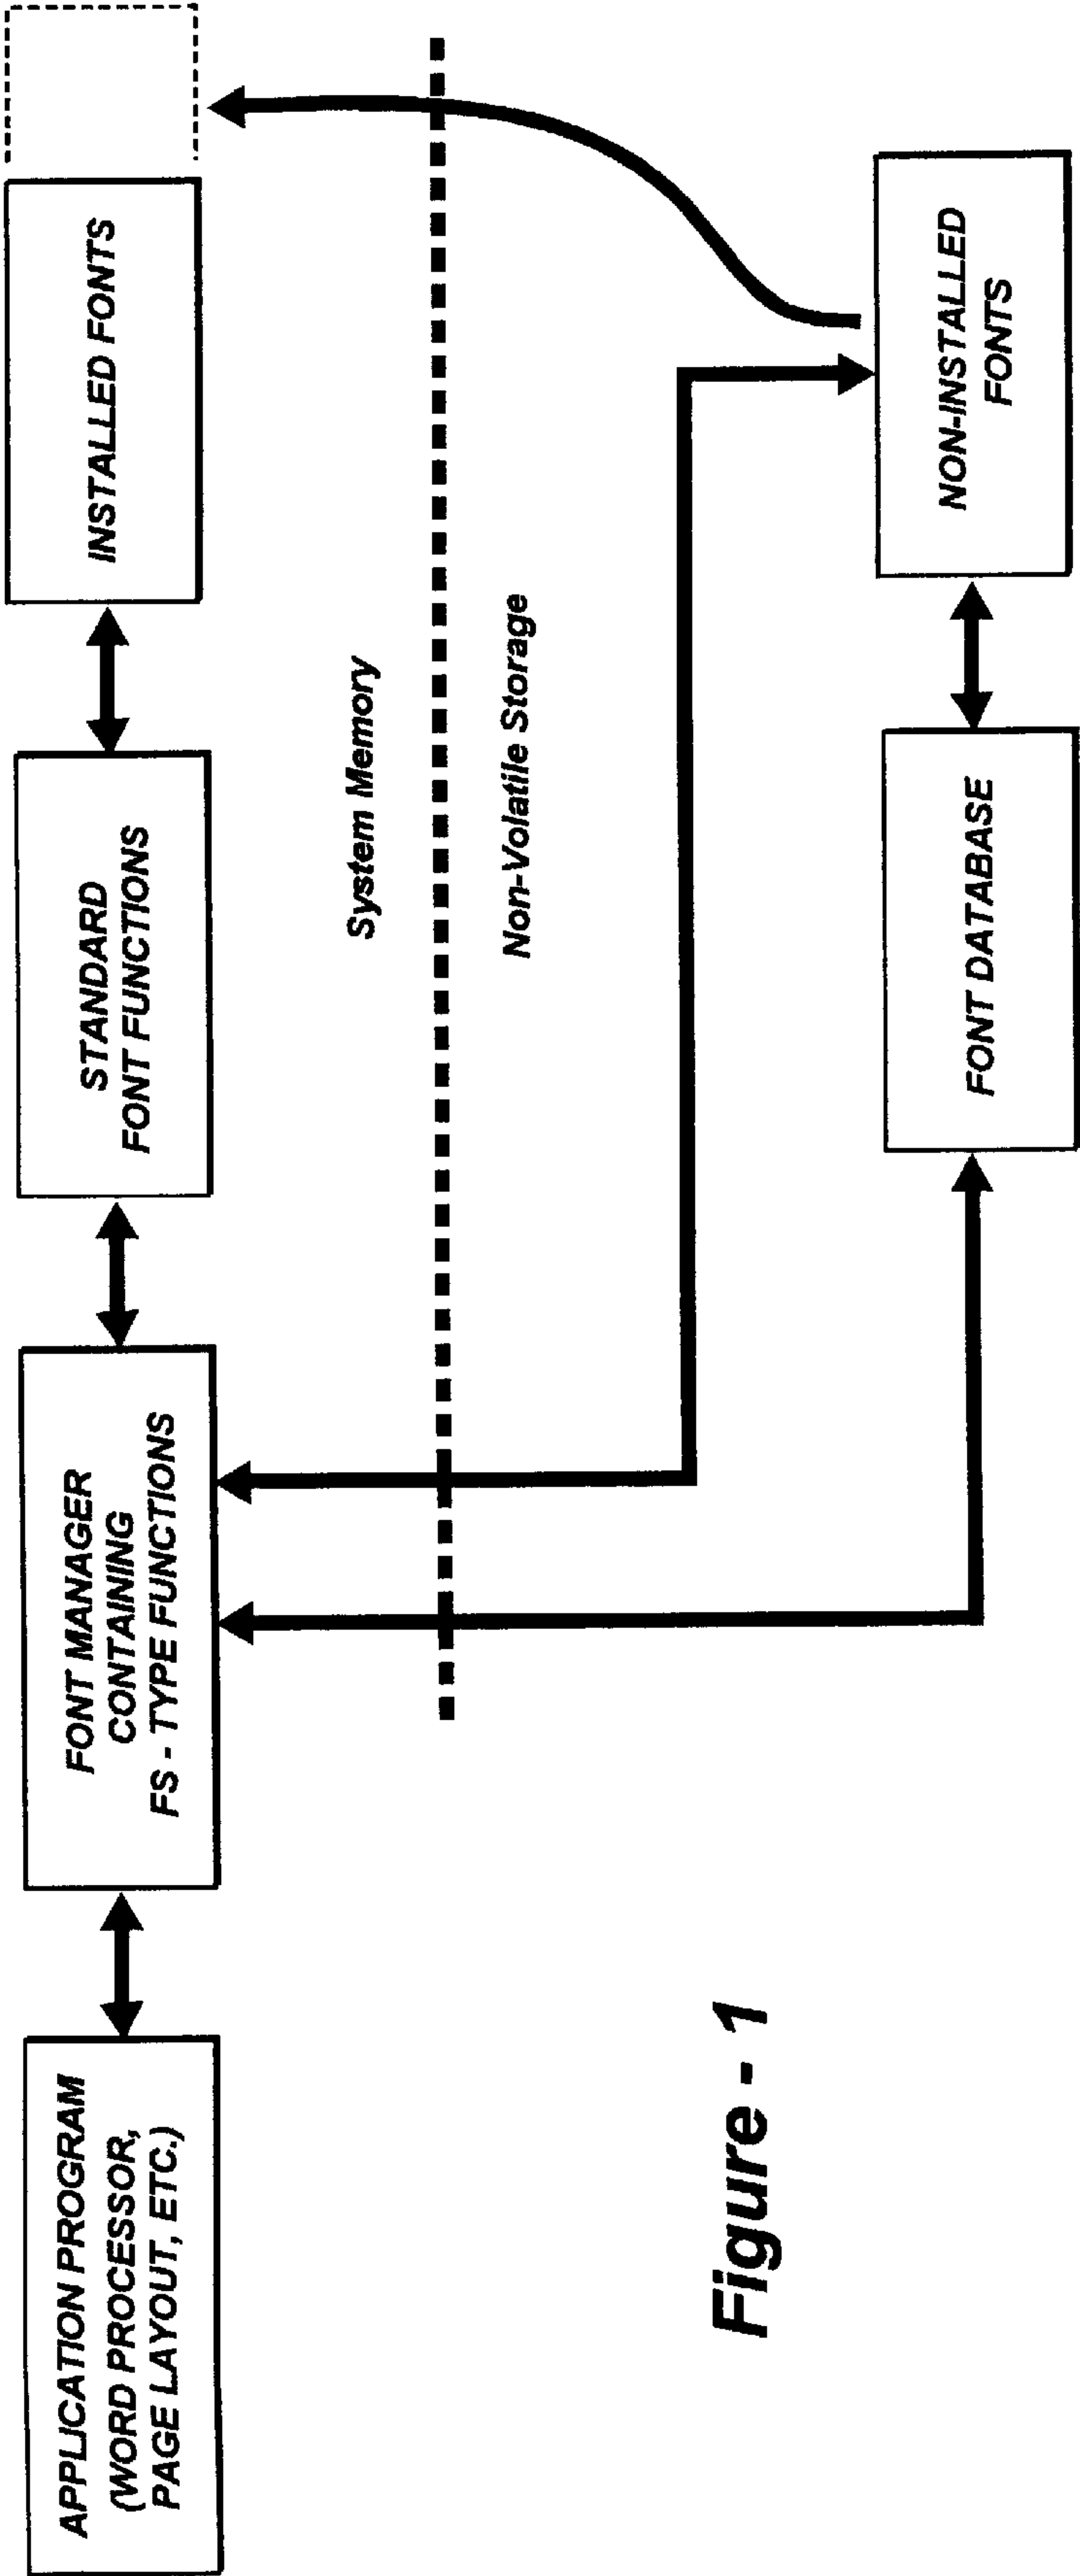 APPLICATION PROGRAM
(WORD PROCESSOR,
PAGE LAYOUT, ETC.)
FONT MANAGER
CONTAINING
FS - TYPE FUNCTIONS
STANDARD
FONT FUNCTIONS
INSTALLED FONTS
System Memory
Non-Volatile Storage
FONT DATABASE
NON-INSTALLED
FONTS
Figure - 1